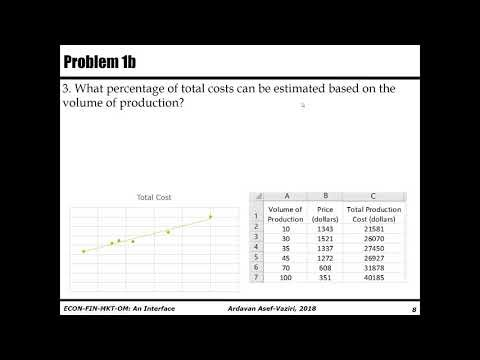 Problem 1b
3. What percentage of total costs can be estimated based on the
volume of production?
Total Cost
A B C
Volume of Price Total Production
1 Production (dollars) Cost (dollars)
2 10 1343 21581
3 30 1521 26070
4 35 1337 27450
5 45 1272 26927
6 70 608 31878
7 100 351 40185
ECON-FIN-MKT-OM: An Interface Ardavan Asef-Vaziri, 2018 8